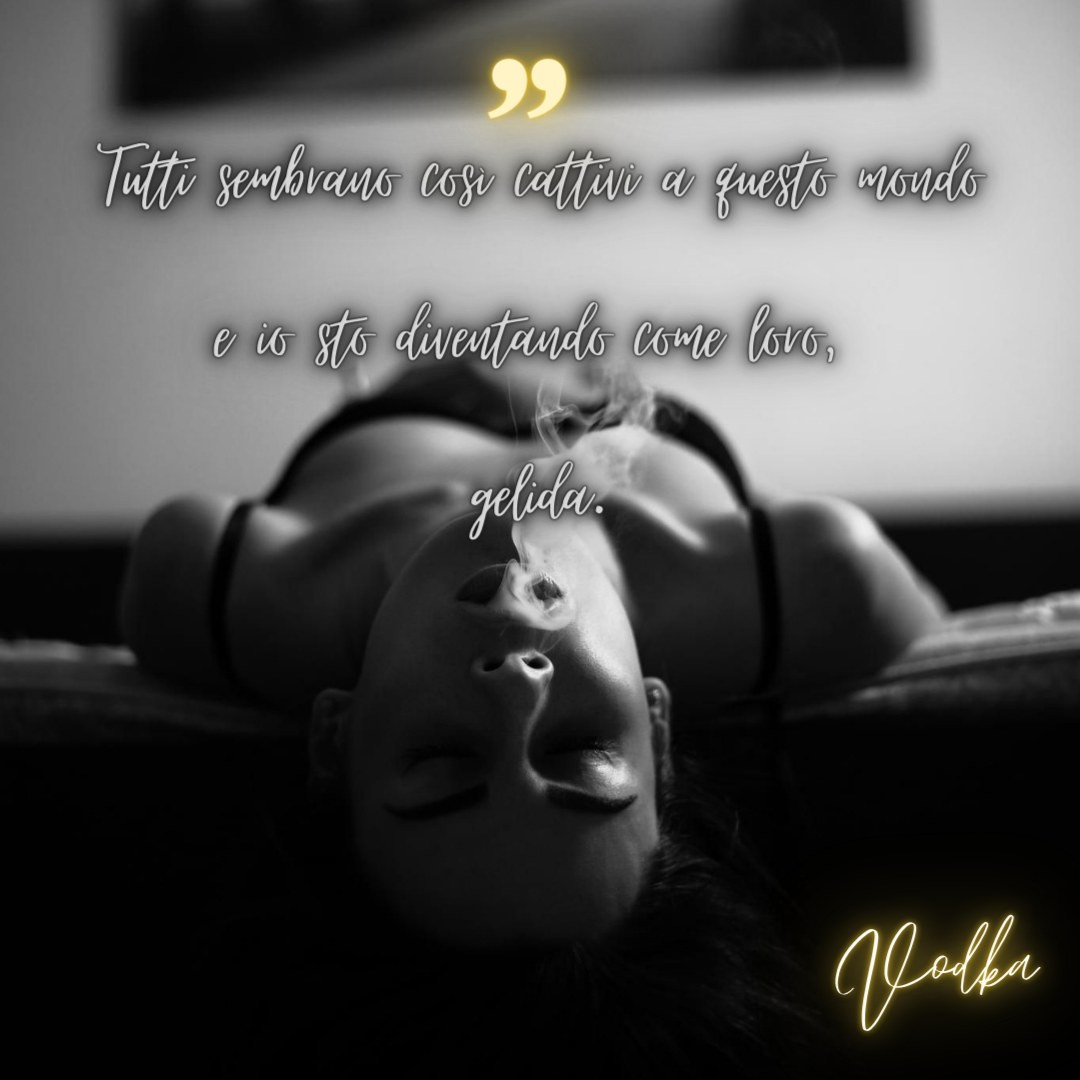 ”
Tutti sembrano così cattivi a questo mondo
e io sto diventando come loro,
gelida.
Vodka